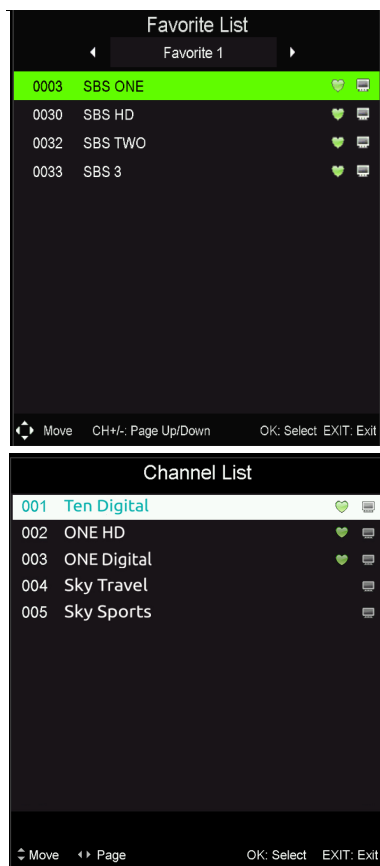 Favorite List
Favorite 1
0003 SBS ONE
0030 SBS HD
0032 SBS TWO
0033 SBS 3
Move CH+/-: Page Up/Down OK: Select EXIT: Exit
Channel List
001 Ten Digital
002 ONE HD
003 ONE Digital
004 Sky Travel
005 Sky Sports
Move Page OK: Select EXIT: Exit